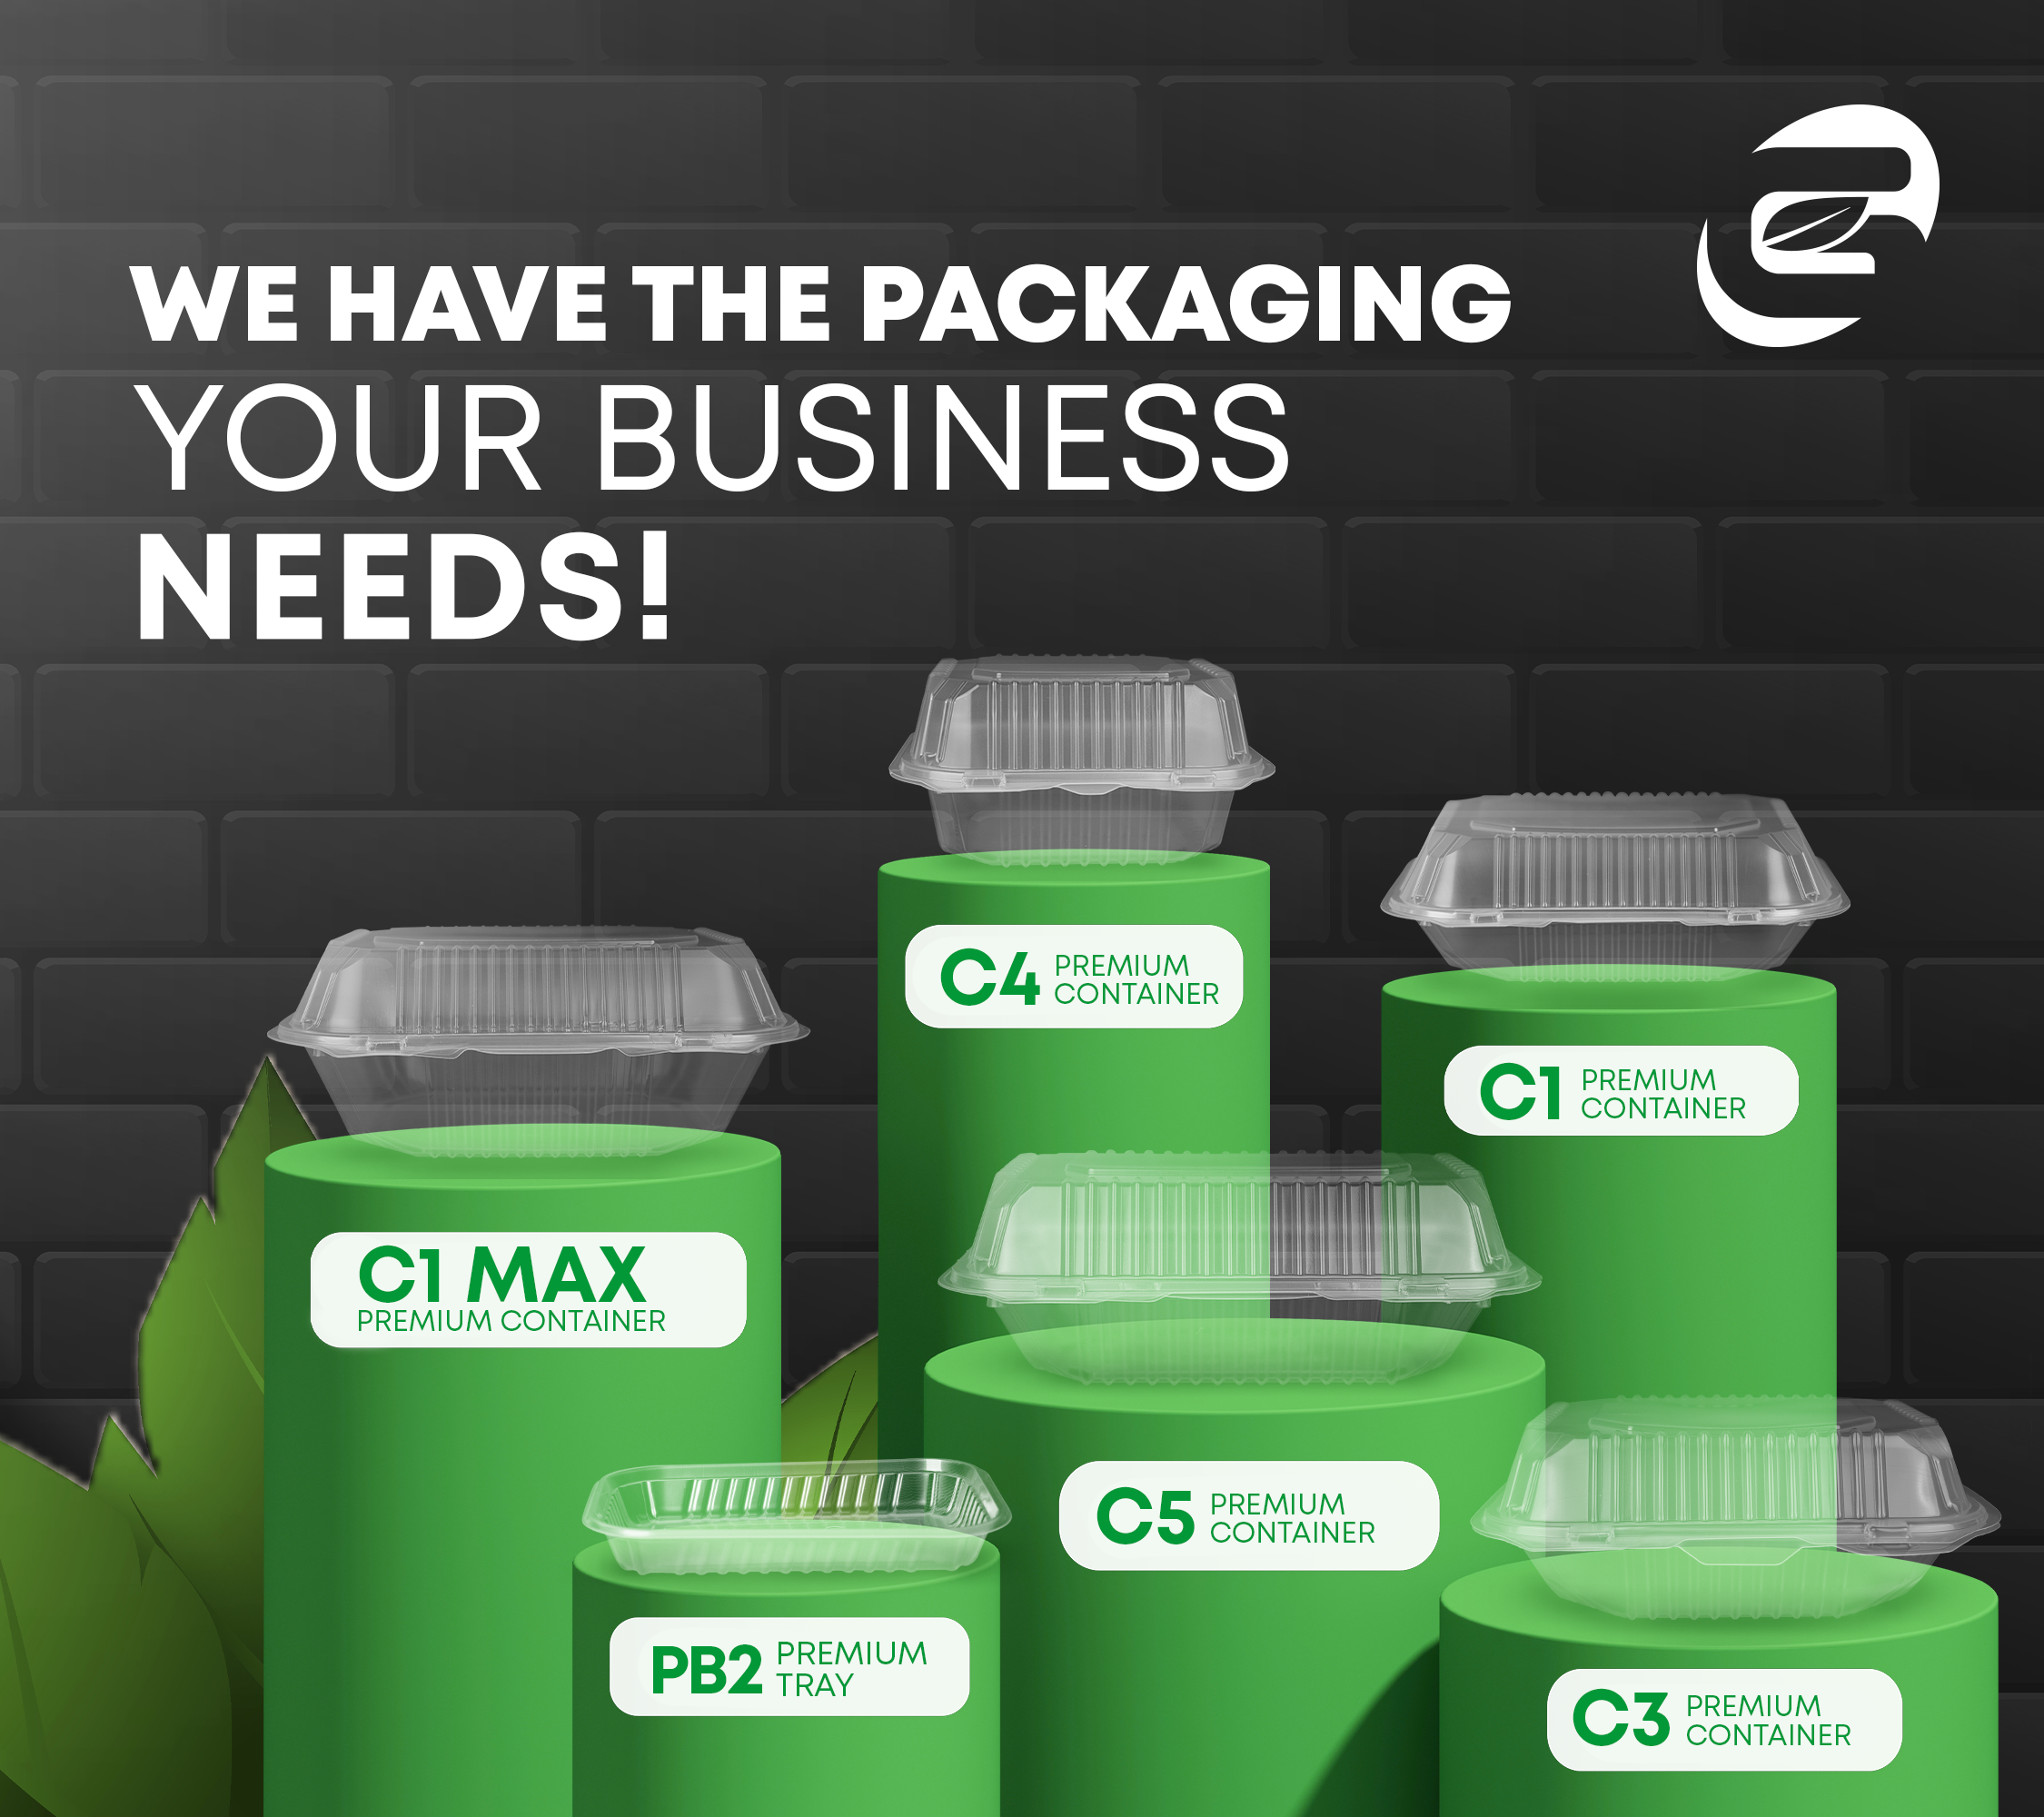 WE HAVE THE PACKAGING
YOUR BUSINESS
NEEDS!
C4 PREMIUM
CONTAINER
C1 PREMIUM
CONTAINER
C1 MAX
PREMIUM CONTAINER
C5 PREMIUM
CONTAINER
PB2 PREMIUM
TRAY
C3 PREMIUM
CONTAINER